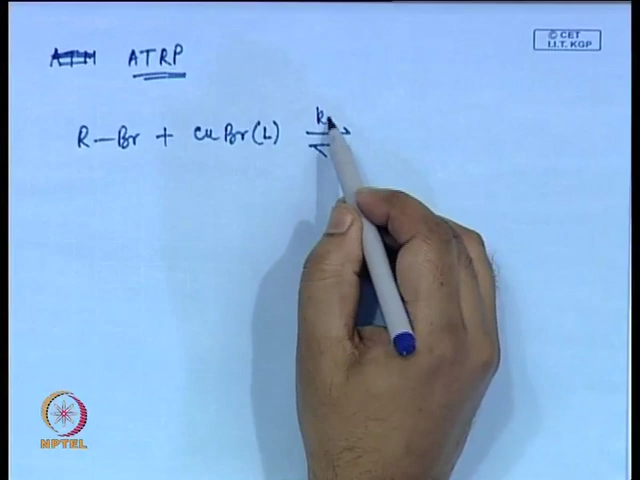 ATM ATRP
© CET
I.I.T. KGP
R-Br + CuBr(L) ⇌ k
NPTEL